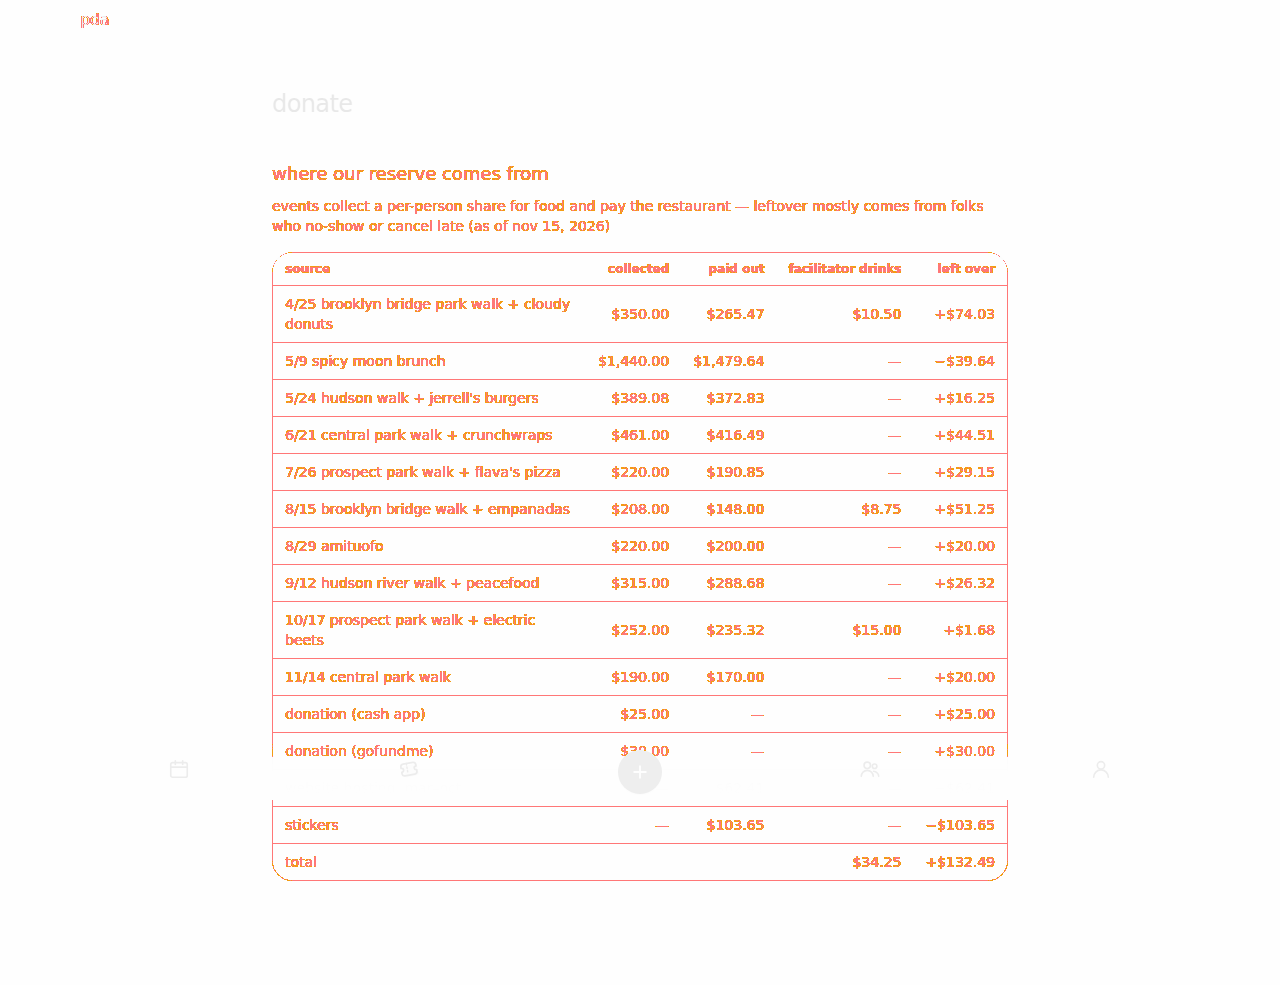 pda
donate
where our reserve comes from
events collect a per-person share for food and pay the restaurant — leftover mostly comes from folks
who no-show or cancel late (as of nov 15, 2026)
source collected paid out facilitator drinks left over
4/25 brooklyn bridge park walk + cloudy
donuts $350.00 $265.47 $10.50 +$74.03
5/9 spicy moon brunch $1,440.00 $1,479.64 — −$39.64
5/24 hudson walk + jerrell's burgers $389.08 $372.83 — +$16.25
6/21 central park walk + crunchwraps $461.00 $416.49 — +$44.51
7/26 prospect park walk + flava's pizza $220.00 $190.85 — +$29.15
8/15 brooklyn bridge walk + empanadas $208.00 $148.00 $8.75 +$51.25
8/29 amituofo $220.00 $200.00 — +$20.00
9/12 hudson river walk + peacefood $315.00 $288.68 — +$26.32
10/17 prospect park walk + electric
beets $252.00 $235.32 $15.00 +$1.68
11/14 central park walk $190.00 $170.00 — +$20.00
donation (cash app) $25.00 — — +$25.00
donation (gofundme) $30.00 — — +$30.00
stickers — $103.65 — −$103.65
total $34.25 +$132.49